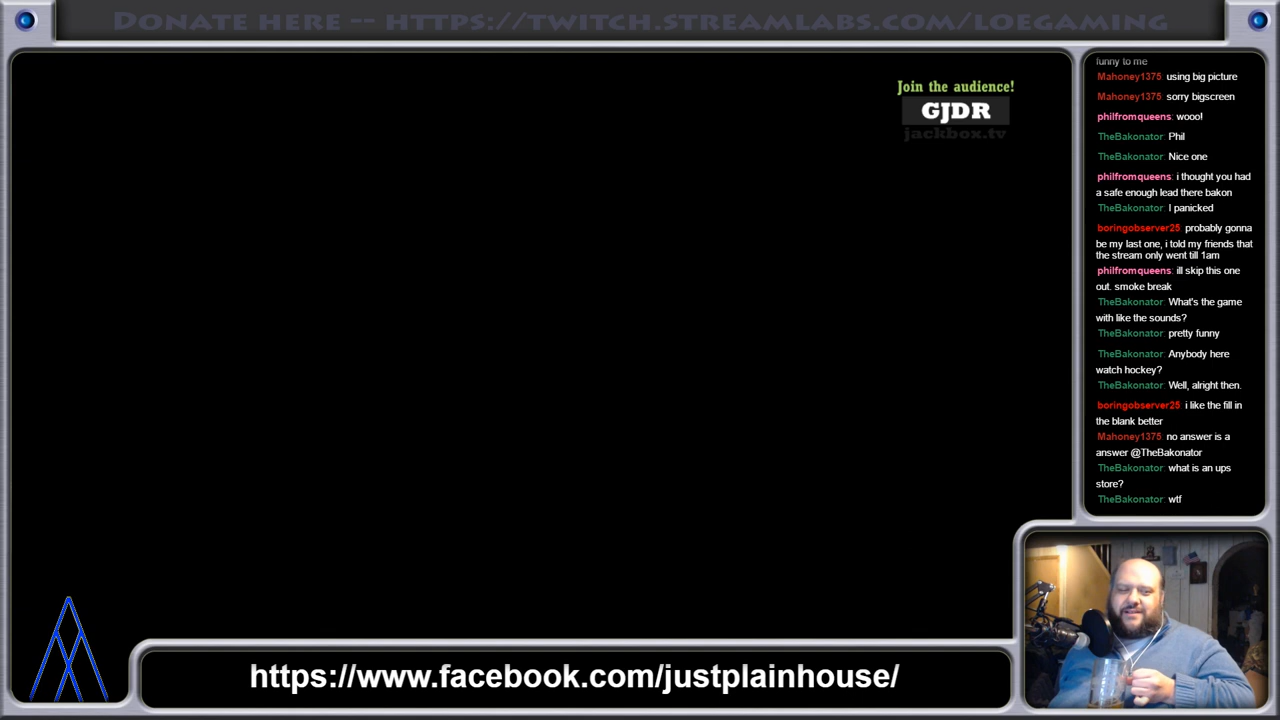 Donate here -- https://twitch.streamlabs.com/loegaming
Join the audience!
GJDR
jackbox.tv
funny to me
Mahoney1375: using big picture
Mahoney1375: sorry bigscreen
philfromqueens: wooo!
TheBakonator: Phil
TheBakonator: Nice one
philfromqueens: i thought you had
a safe enough lead there bakon
TheBakonator: I panicked
boringobserver25: probably gonna
be my last one, i told my friends that
the stream only went till 1am
philfromqueens: ill skip this one
out. smoke break
TheBakonator: What's the game
with like the sounds?
TheBakonator: pretty funny
TheBakonator: Anybody here
watch hockey?
TheBakonator: Well, alright then.
boringobserver25: i like the fill in
the blank better
Mahoney1375: no answer is a
answer @TheBakonator
TheBakonator: what is an ups
store?
TheBakonator: wtf
https://www.facebook.com/justplainhouse/